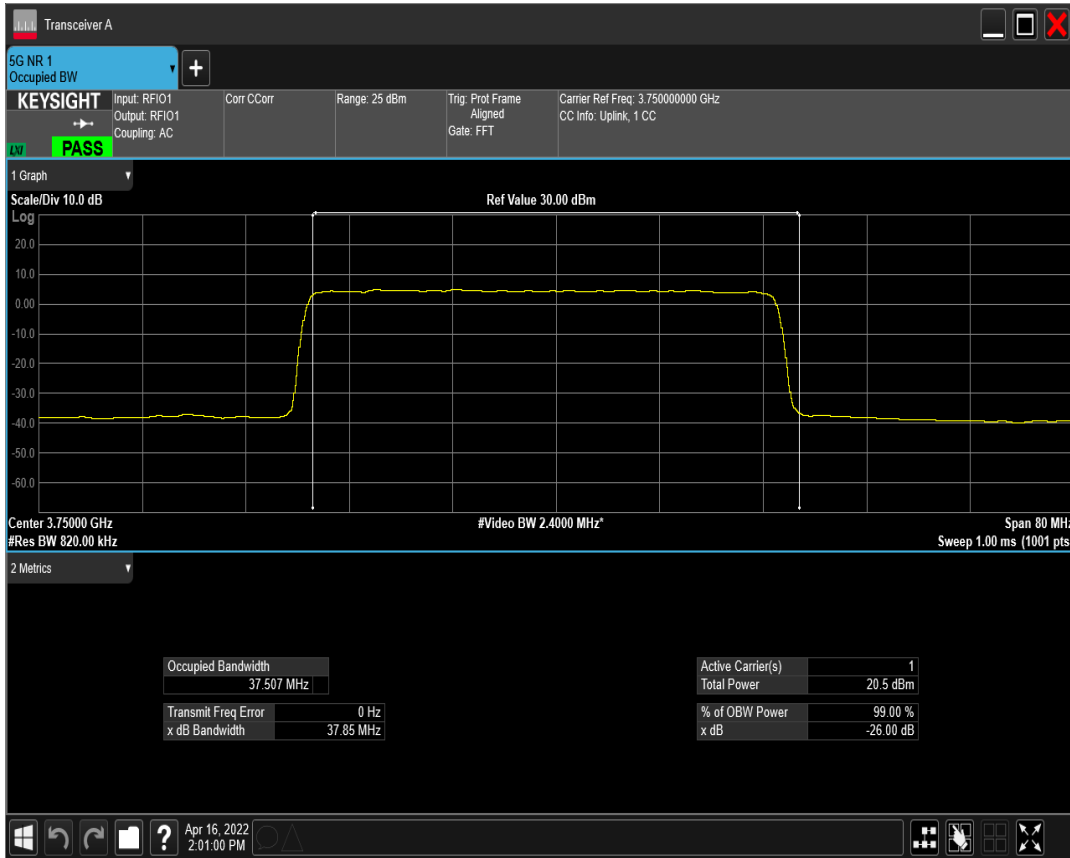 Transceiver A
5G NR 1
Occupied BW
+
KEYSIGHT
LXI
PASS
Input: RFIO1
Output: RFIO1
Coupling: AC
Corr CCorr
Range: 25 dBm
Trig: Prot Frame
Aligned
Gate: FFT
Carrier Ref Freq: 3.750000000 GHz
CC Info: Uplink, 1 CC
1 Graph
Scale/Div 10.0 dB
Ref Value 30.00 dBm
Log
20.0
10.0
0.00
-10.0
-20.0
-30.0
-40.0
-50.0
-60.0
Center 3.75000 GHz
#Video BW 2.4000 MHz*
Span 80 MHz
#Res BW 820.00 kHz
Sweep 1.00 ms (1001 pts
2 Metrics
Occupied Bandwidth
37.507 MHz
Transmit Freq Error 0 Hz
x dB Bandwidth 37.85 MHz
Active Carrier(s) 1
Total Power 20.5 dBm
% of OBW Power 99.00 %
x dB -26.00 dB
?
Apr 16, 2022
2:01:00 PM